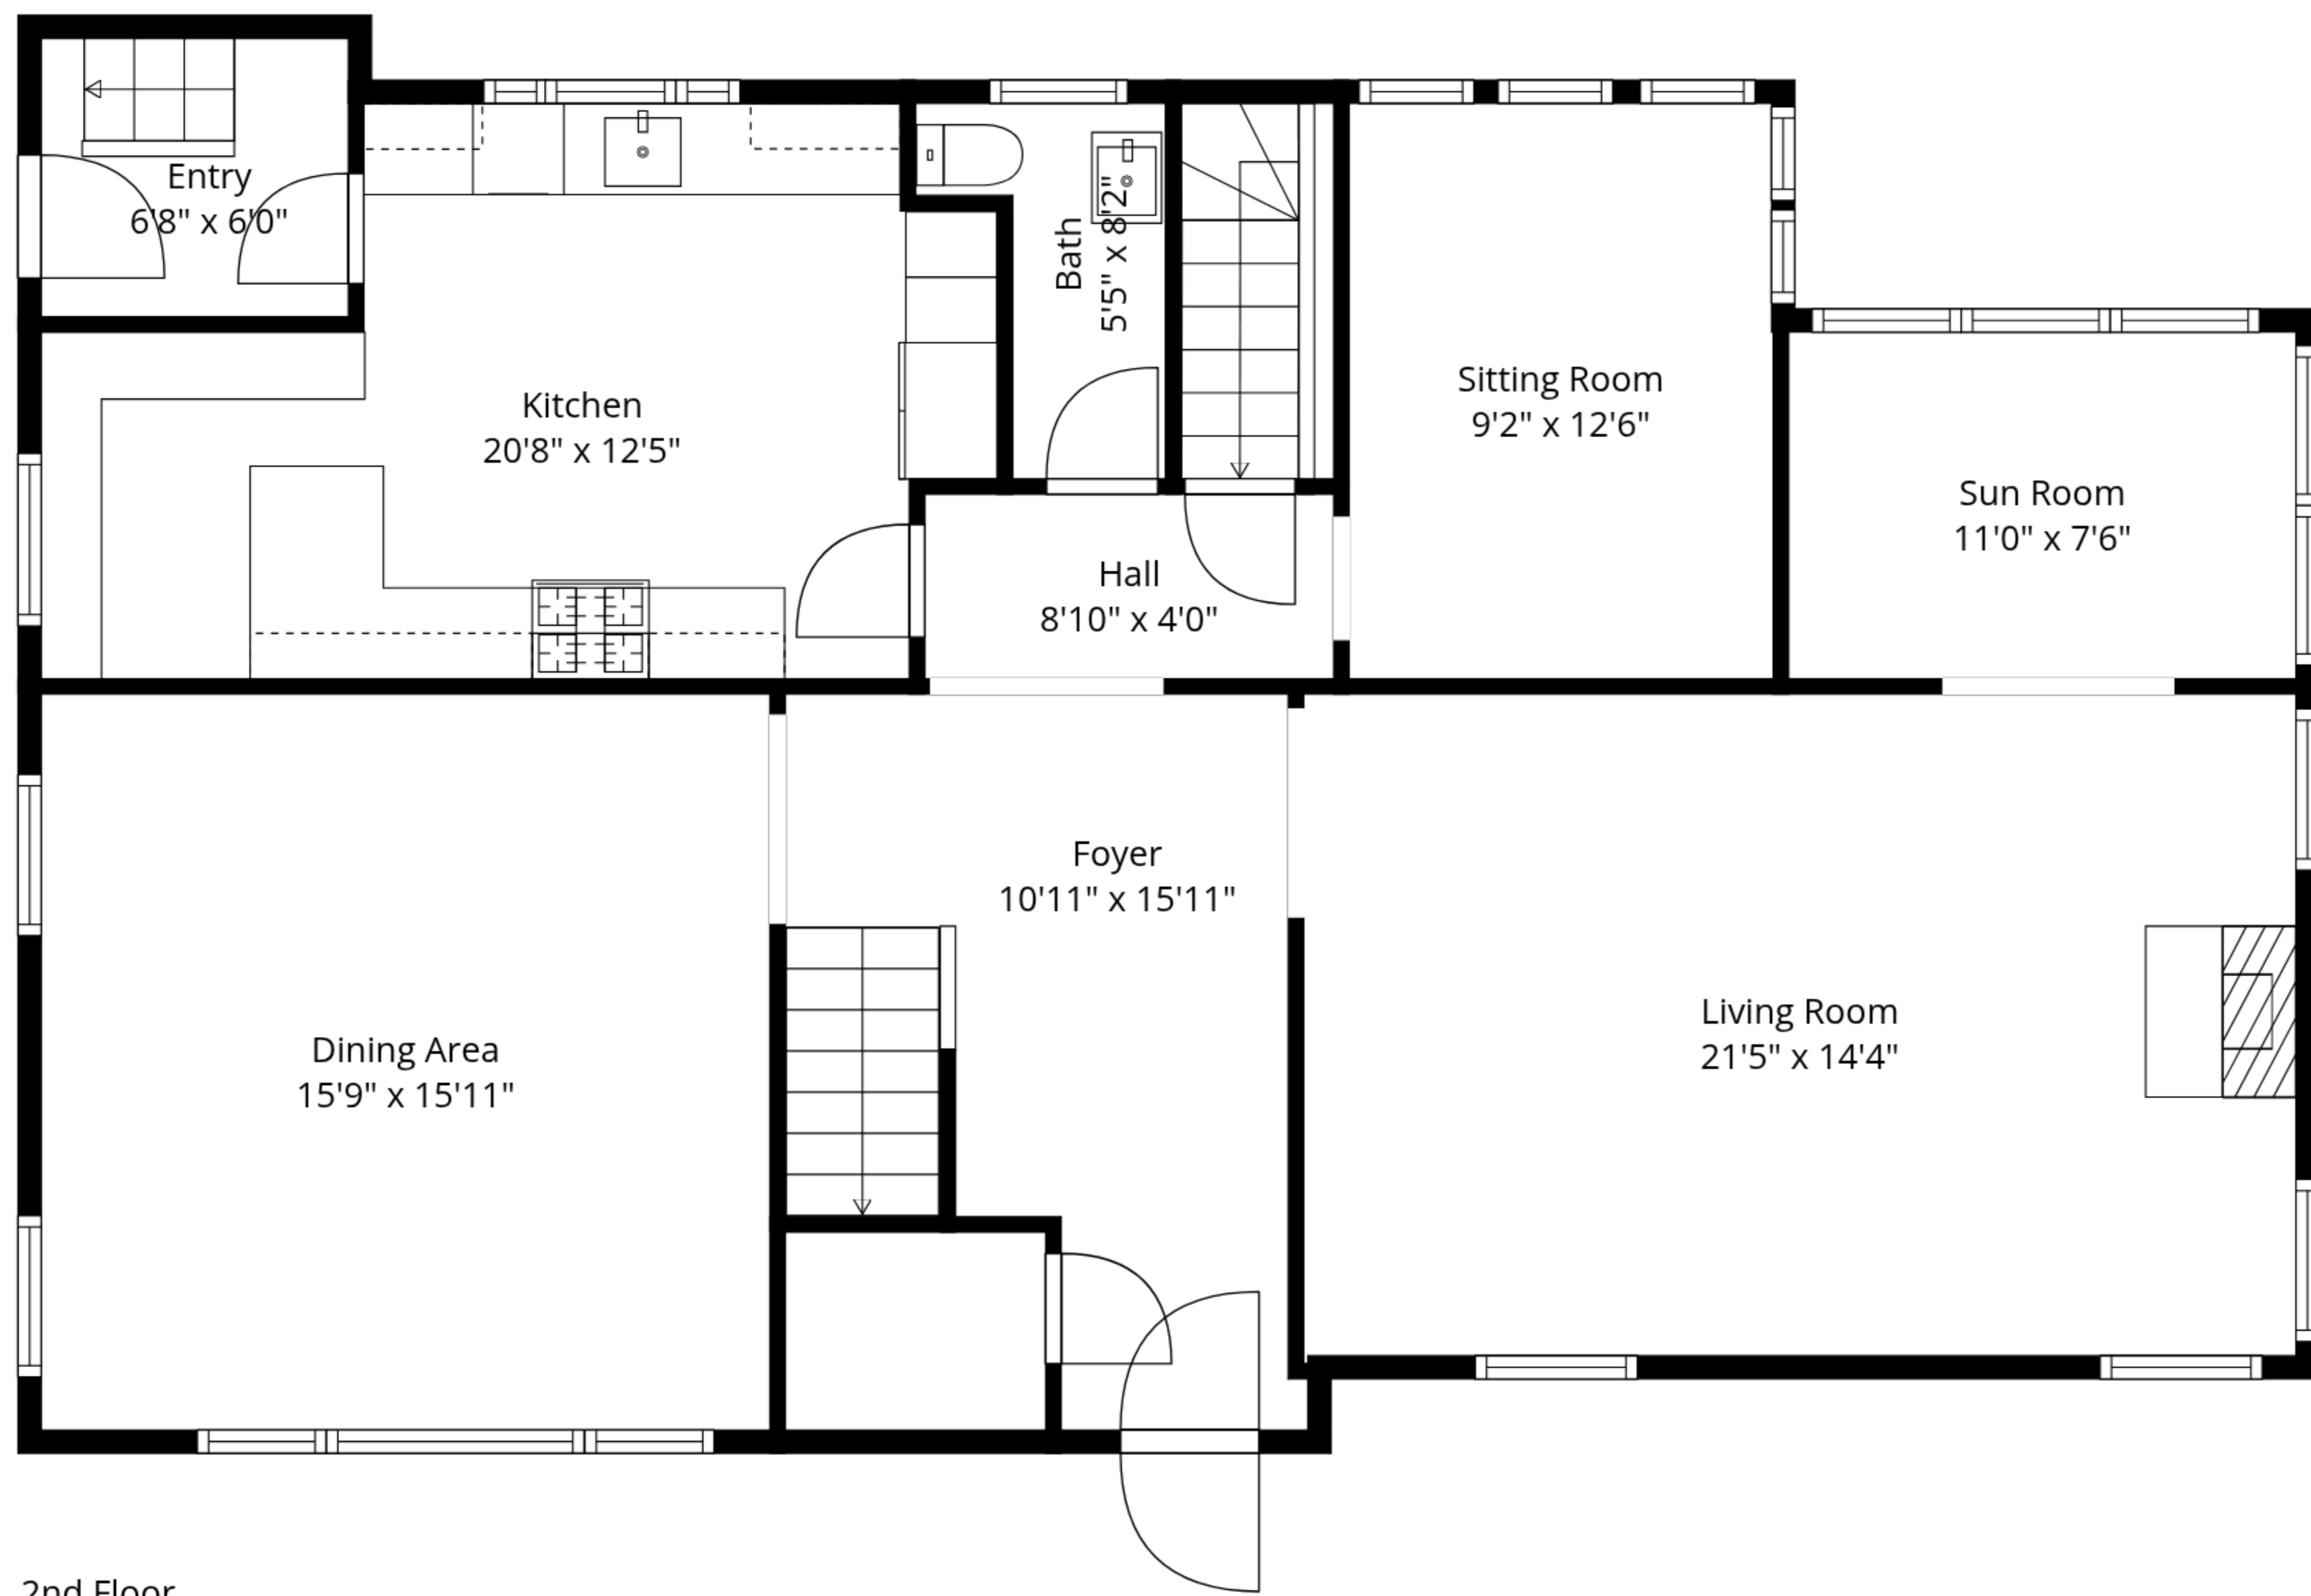 Entry
6'8" x 6'0"
Kitchen
20'8" x 12'5"
Bath
5'5" x 8'2"
Sitting Room
9'2" x 12'6"
Sun Room
11'0" x 7'6"
Hall
8'10" x 4'0"
Foyer
10'11" x 15'11"
Dining Area
15'9" x 15'11"
Living Room
21'5" x 14'4"
2nd Floor